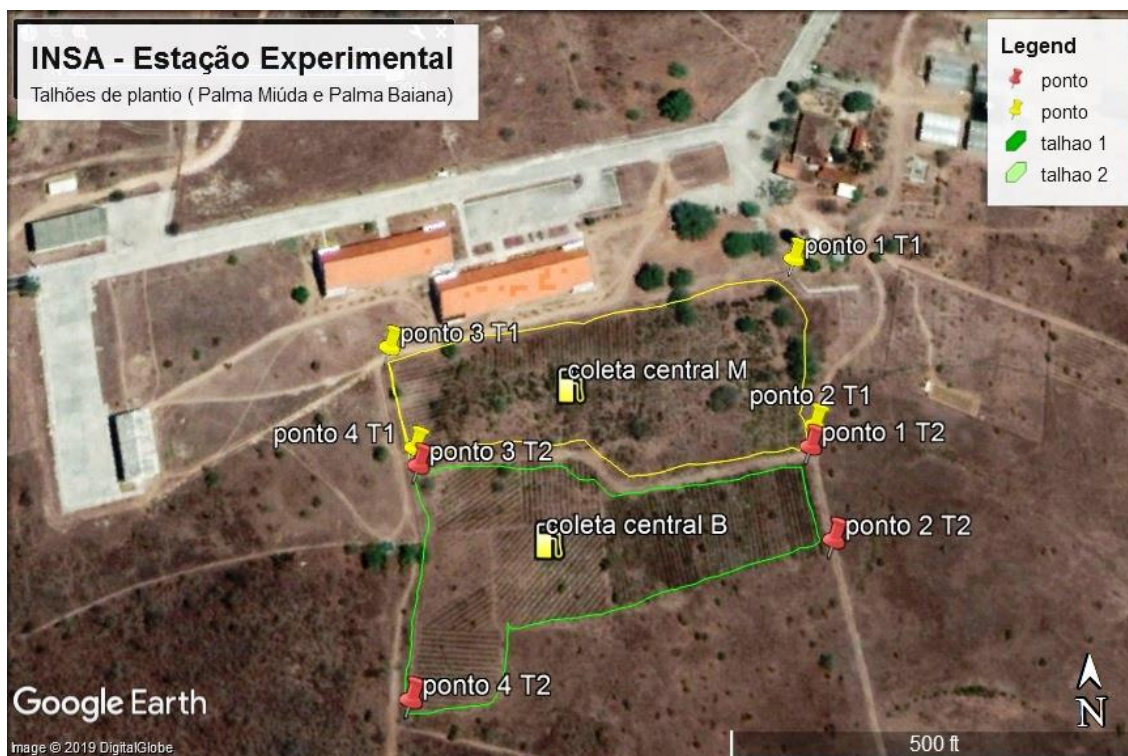 INSA - Estação Experimental
Talhões de plantio ( Palma Miúda e Palma Baiana)
Legend
ponto
ponto
talhao 1
talhao 2
ponto 1 T1
ponto 3 T1
coleta central M
ponto 2 T1
ponto 4 T1
ponto 1 T2
ponto 3 T2
coleta central B
ponto 2 T2
ponto 4 T2
Google Earth
N
Image © 2019 DigitalGlobe
500 ft